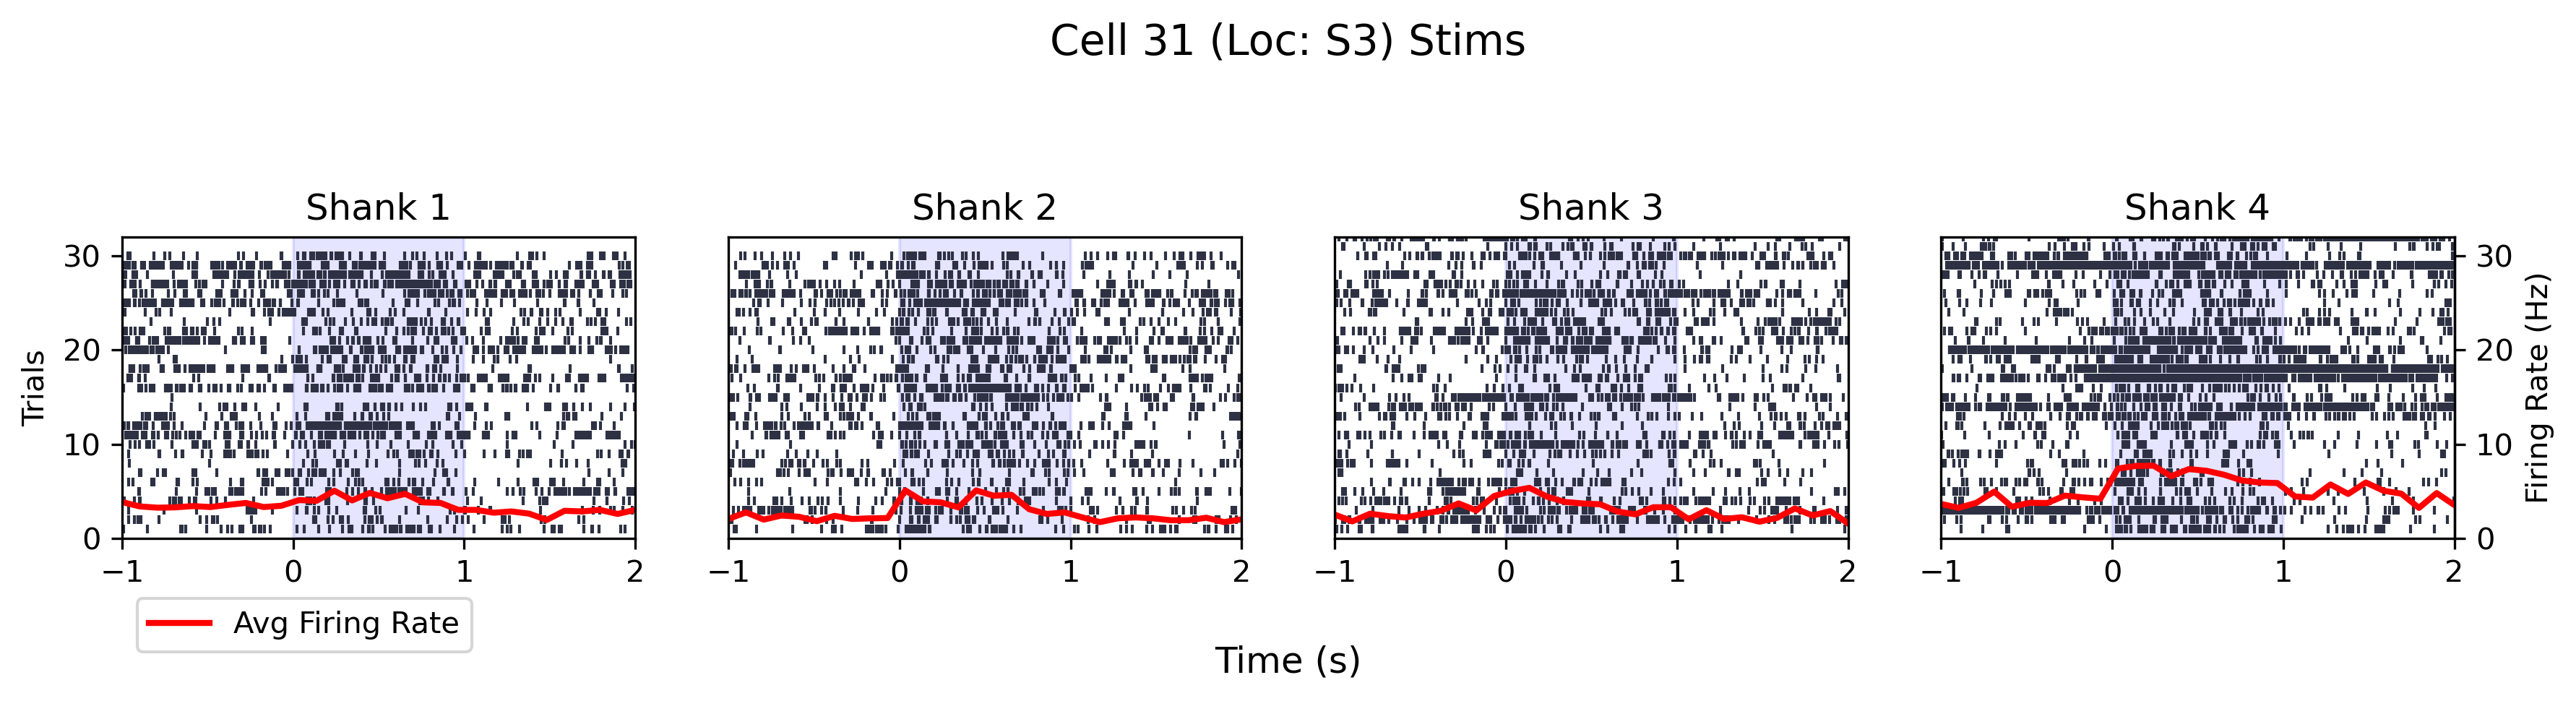 Cell 31 (Loc: S3) Stims
Shank 1
Shank 2
Shank 3
Shank 4
30
20
10
0
Trials
−1
0
1
2
−1
0
1
2
−1
0
1
2
−1
0
1
2
30
20
10
0
Firing Rate (Hz)
Avg Firing Rate
Time (s)